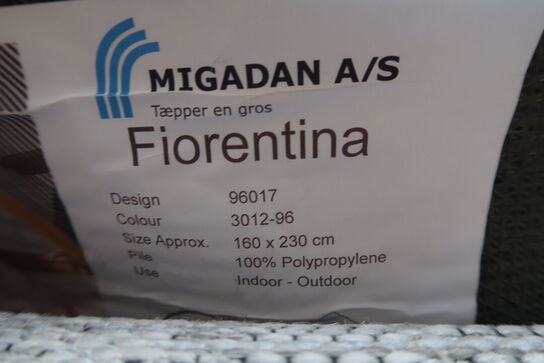 MIGADAN A/S
Tæpper en gros
Fiorentina
Design 96017
Colour 3012-96
Size Approx. 160 x 230 cm
Pile 100% Polypropylene
Use Indoor - Outdoor